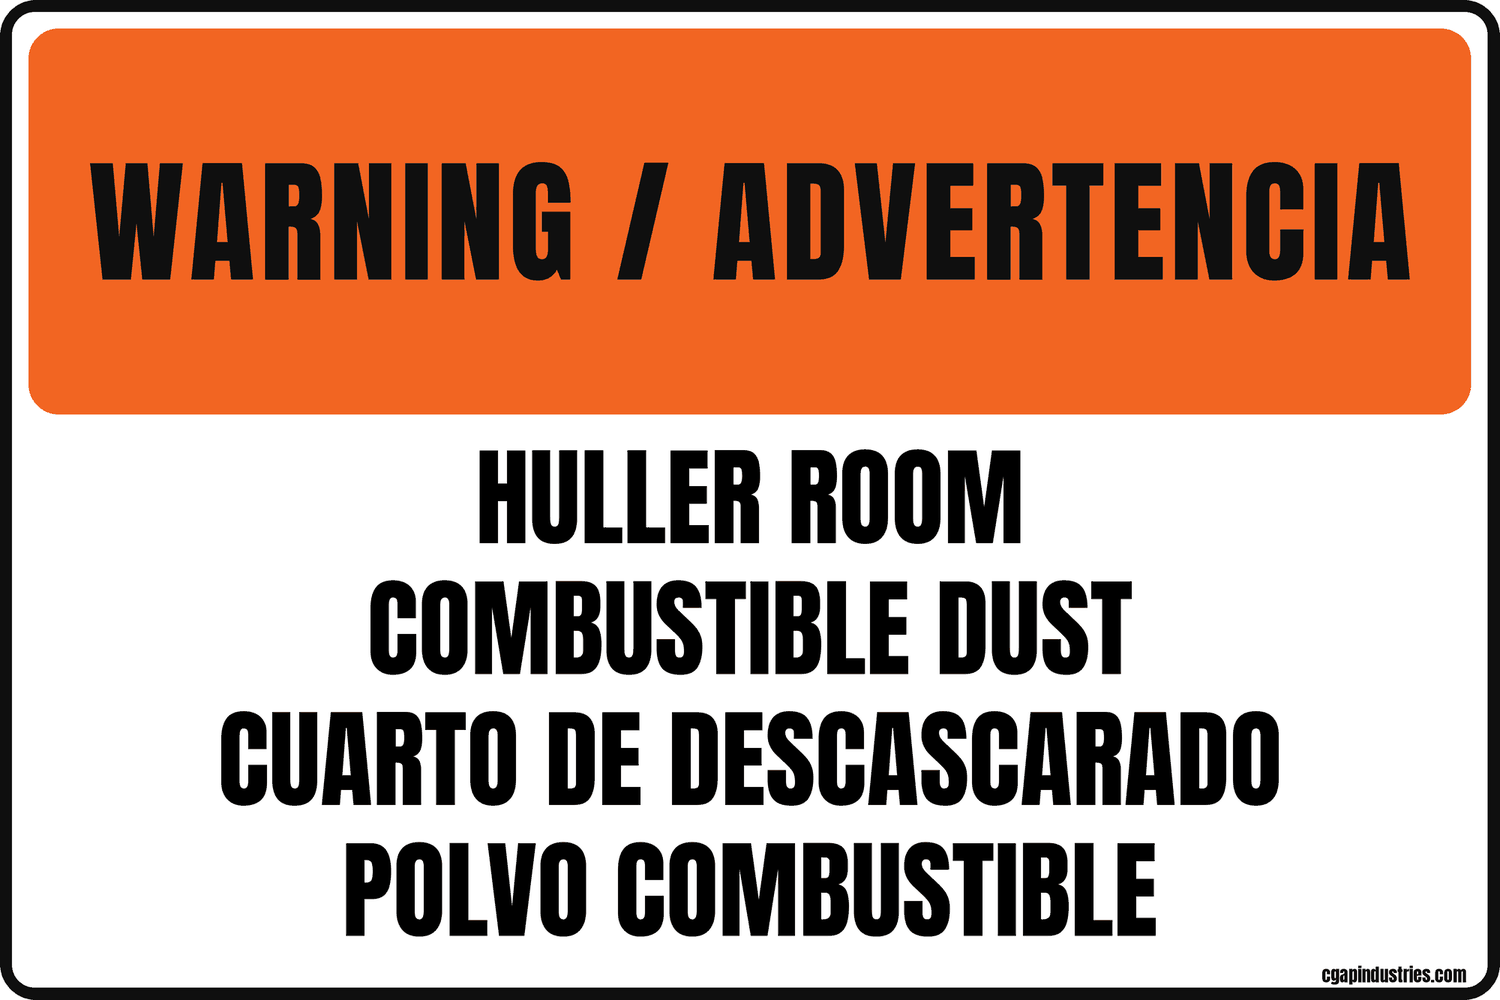 WARNING / ADVERTENCIA
HULLER ROOM
COMBUSTIBLE DUST
CUARTO DE DESCASCARADO
POLVO COMBUSTIBLE
cgapindustries.com